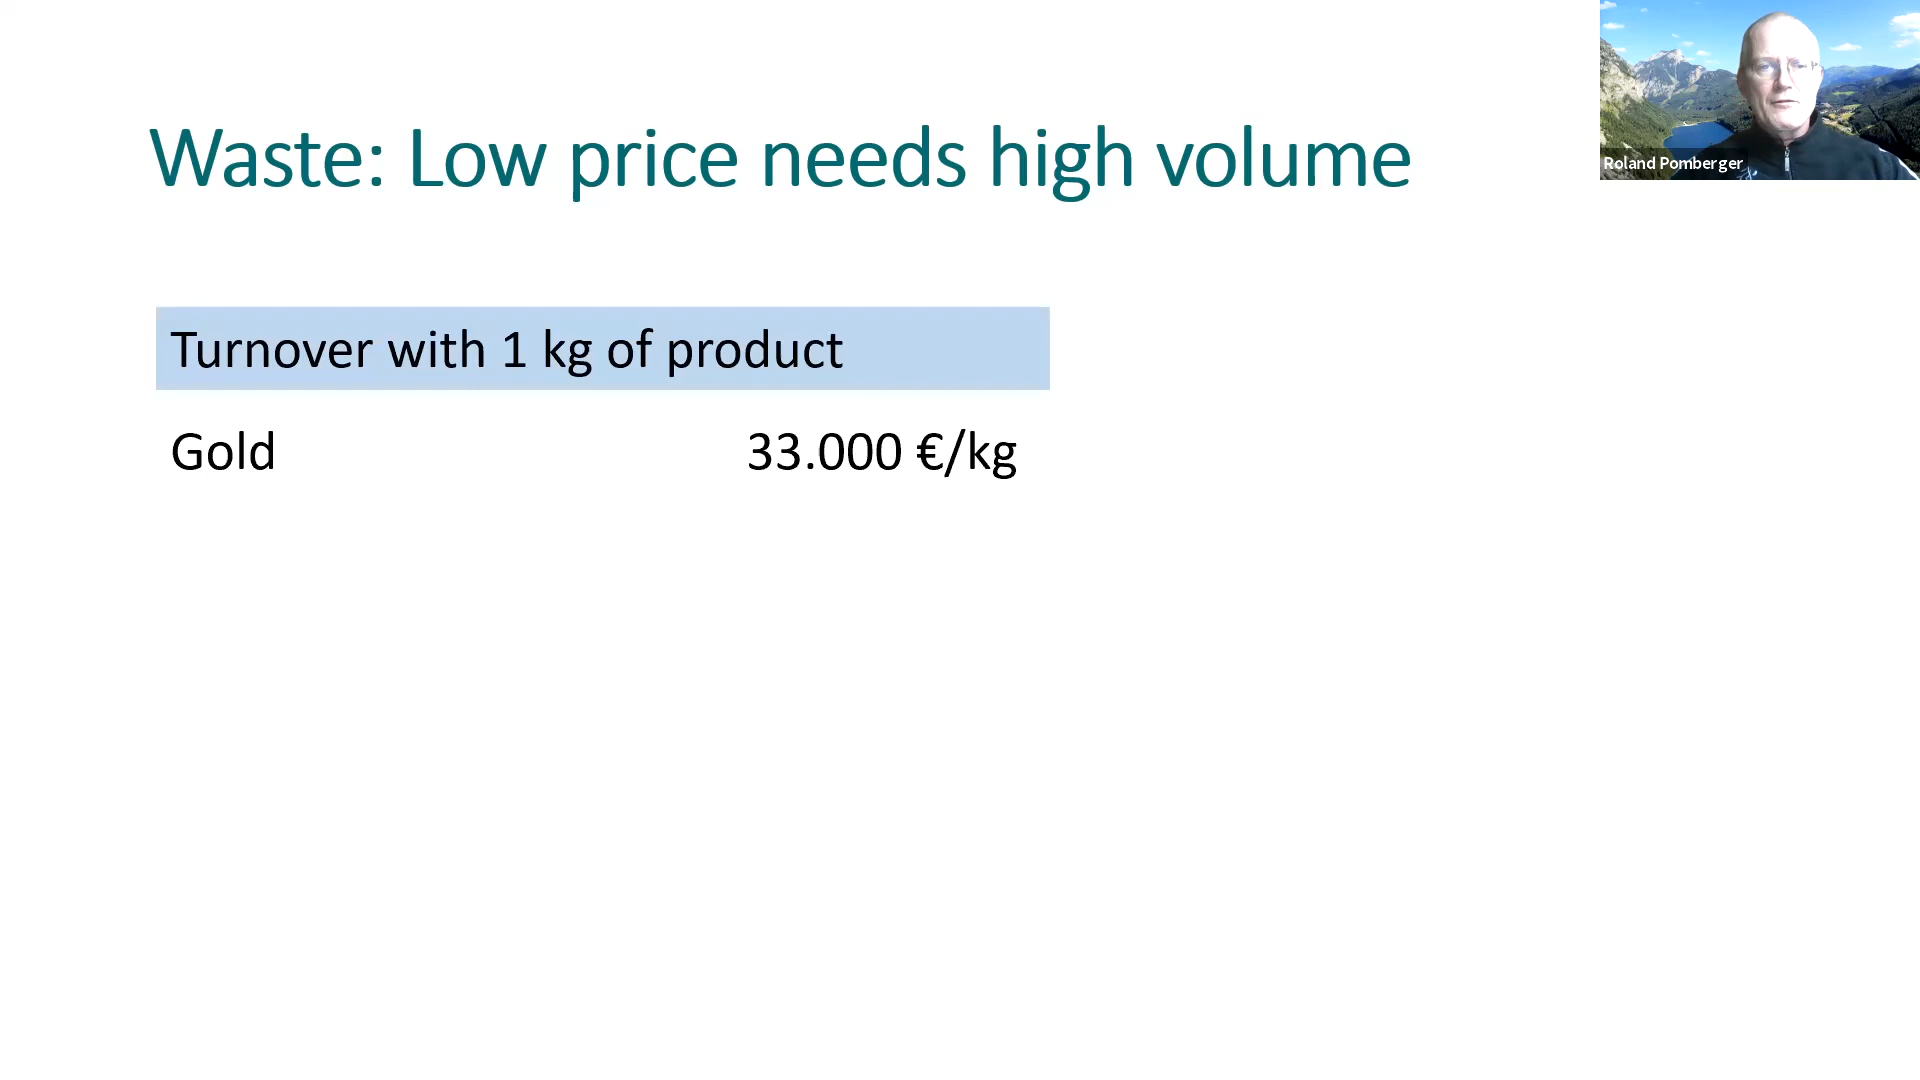 Waste: Low price needs high volume
Roland Pomberger
Turnover with 1 kg of product
Gold 33.000 €/kg